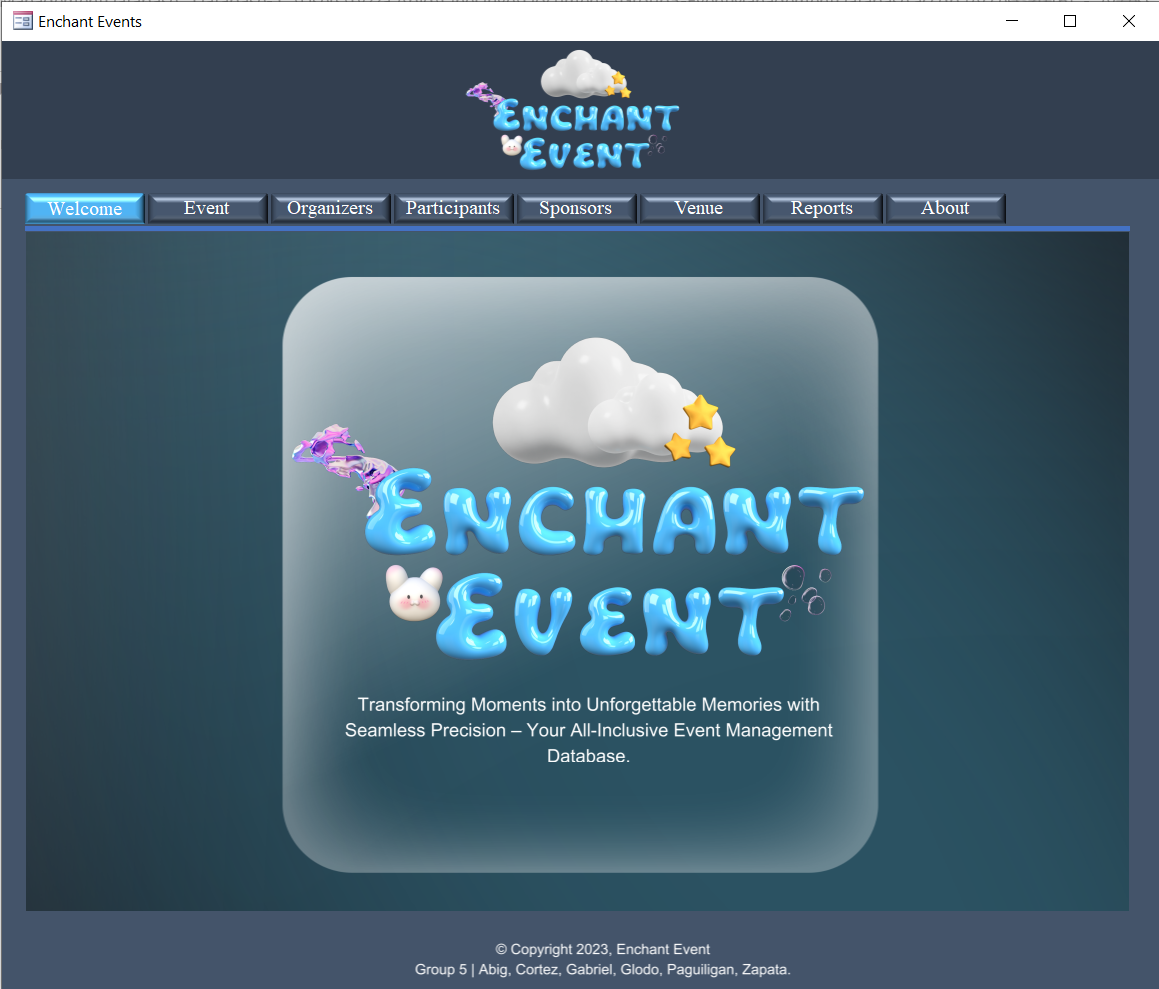 Enchant Events
ENCHANT
EVENT
Welcome Event Organizers Participants Sponsors Venue Reports About
ENCHANT
EVENT
Transforming Moments into Unforgettable Memories with
Seamless Precision – Your All-Inclusive Event Management
Database.
© Copyright 2023, Enchant Event
Group 5 | Abig, Cortez, Gabriel, Glodo, Paguiligan, Zapata.